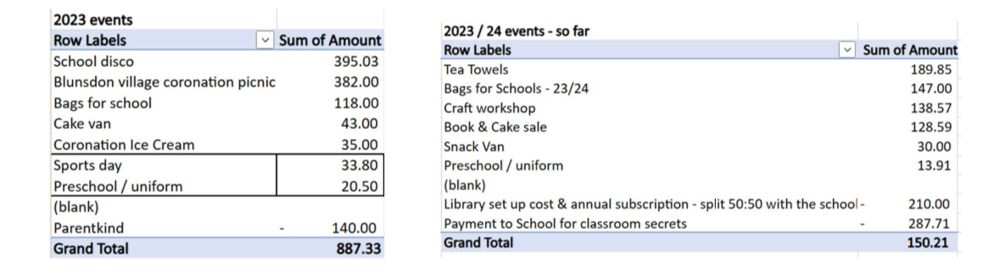 2023 events
Row Labels Sum of Amount
School disco 395.03
Blunsdon village coronation picnic 382.00
Bags for school 118.00
Cake van 43.00
Coronation Ice Cream 35.00
Sports day 33.80
Preschool / uniform 20.50
(blank)
Parentkind - 140.00
Grand Total 887.33
2023 / 24 events - so far
Row Labels Sum of Amount
Tea Towels 189.85
Bags for Schools - 23/24 147.00
Craft workshop 138.57
Book & Cake sale 128.59
Snack Van 30.00
Preschool / uniform 13.91
(blank)
Library set up cost & annual subscription - split 50:50 with the school - 210.00
Payment to School for classroom secrets - 287.71
Grand Total 150.21